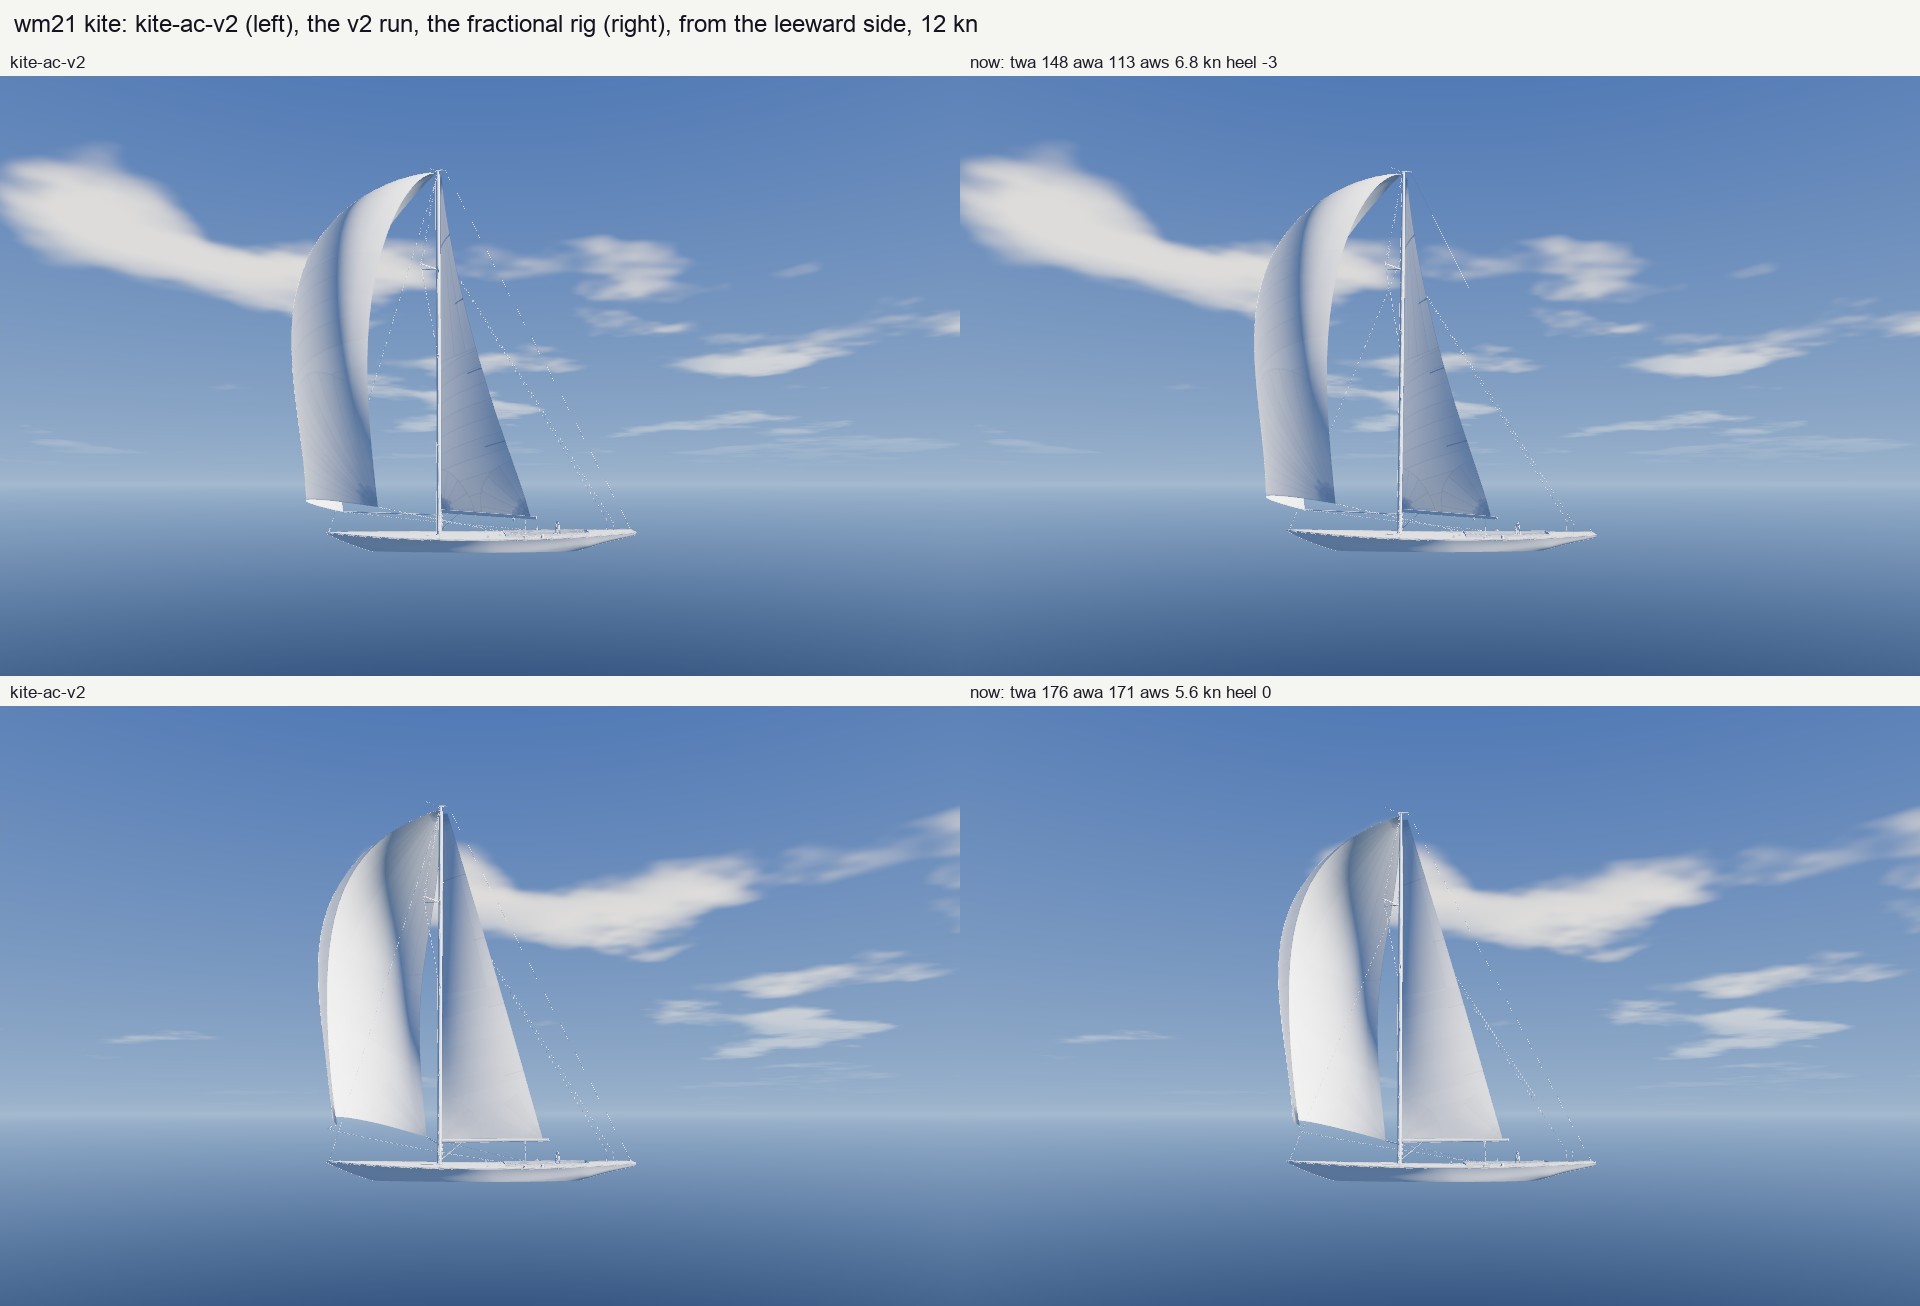 wm21 kite: kite-ac-v2 (left), the v2 run, the fractional rig (right), from the leeward side, 12 kn
kite-ac-v2
now: twa 148 awa 113 aws 6.8 kn heel -3
kite-ac-v2
now: twa 176 awa 171 aws 5.6 kn heel 0